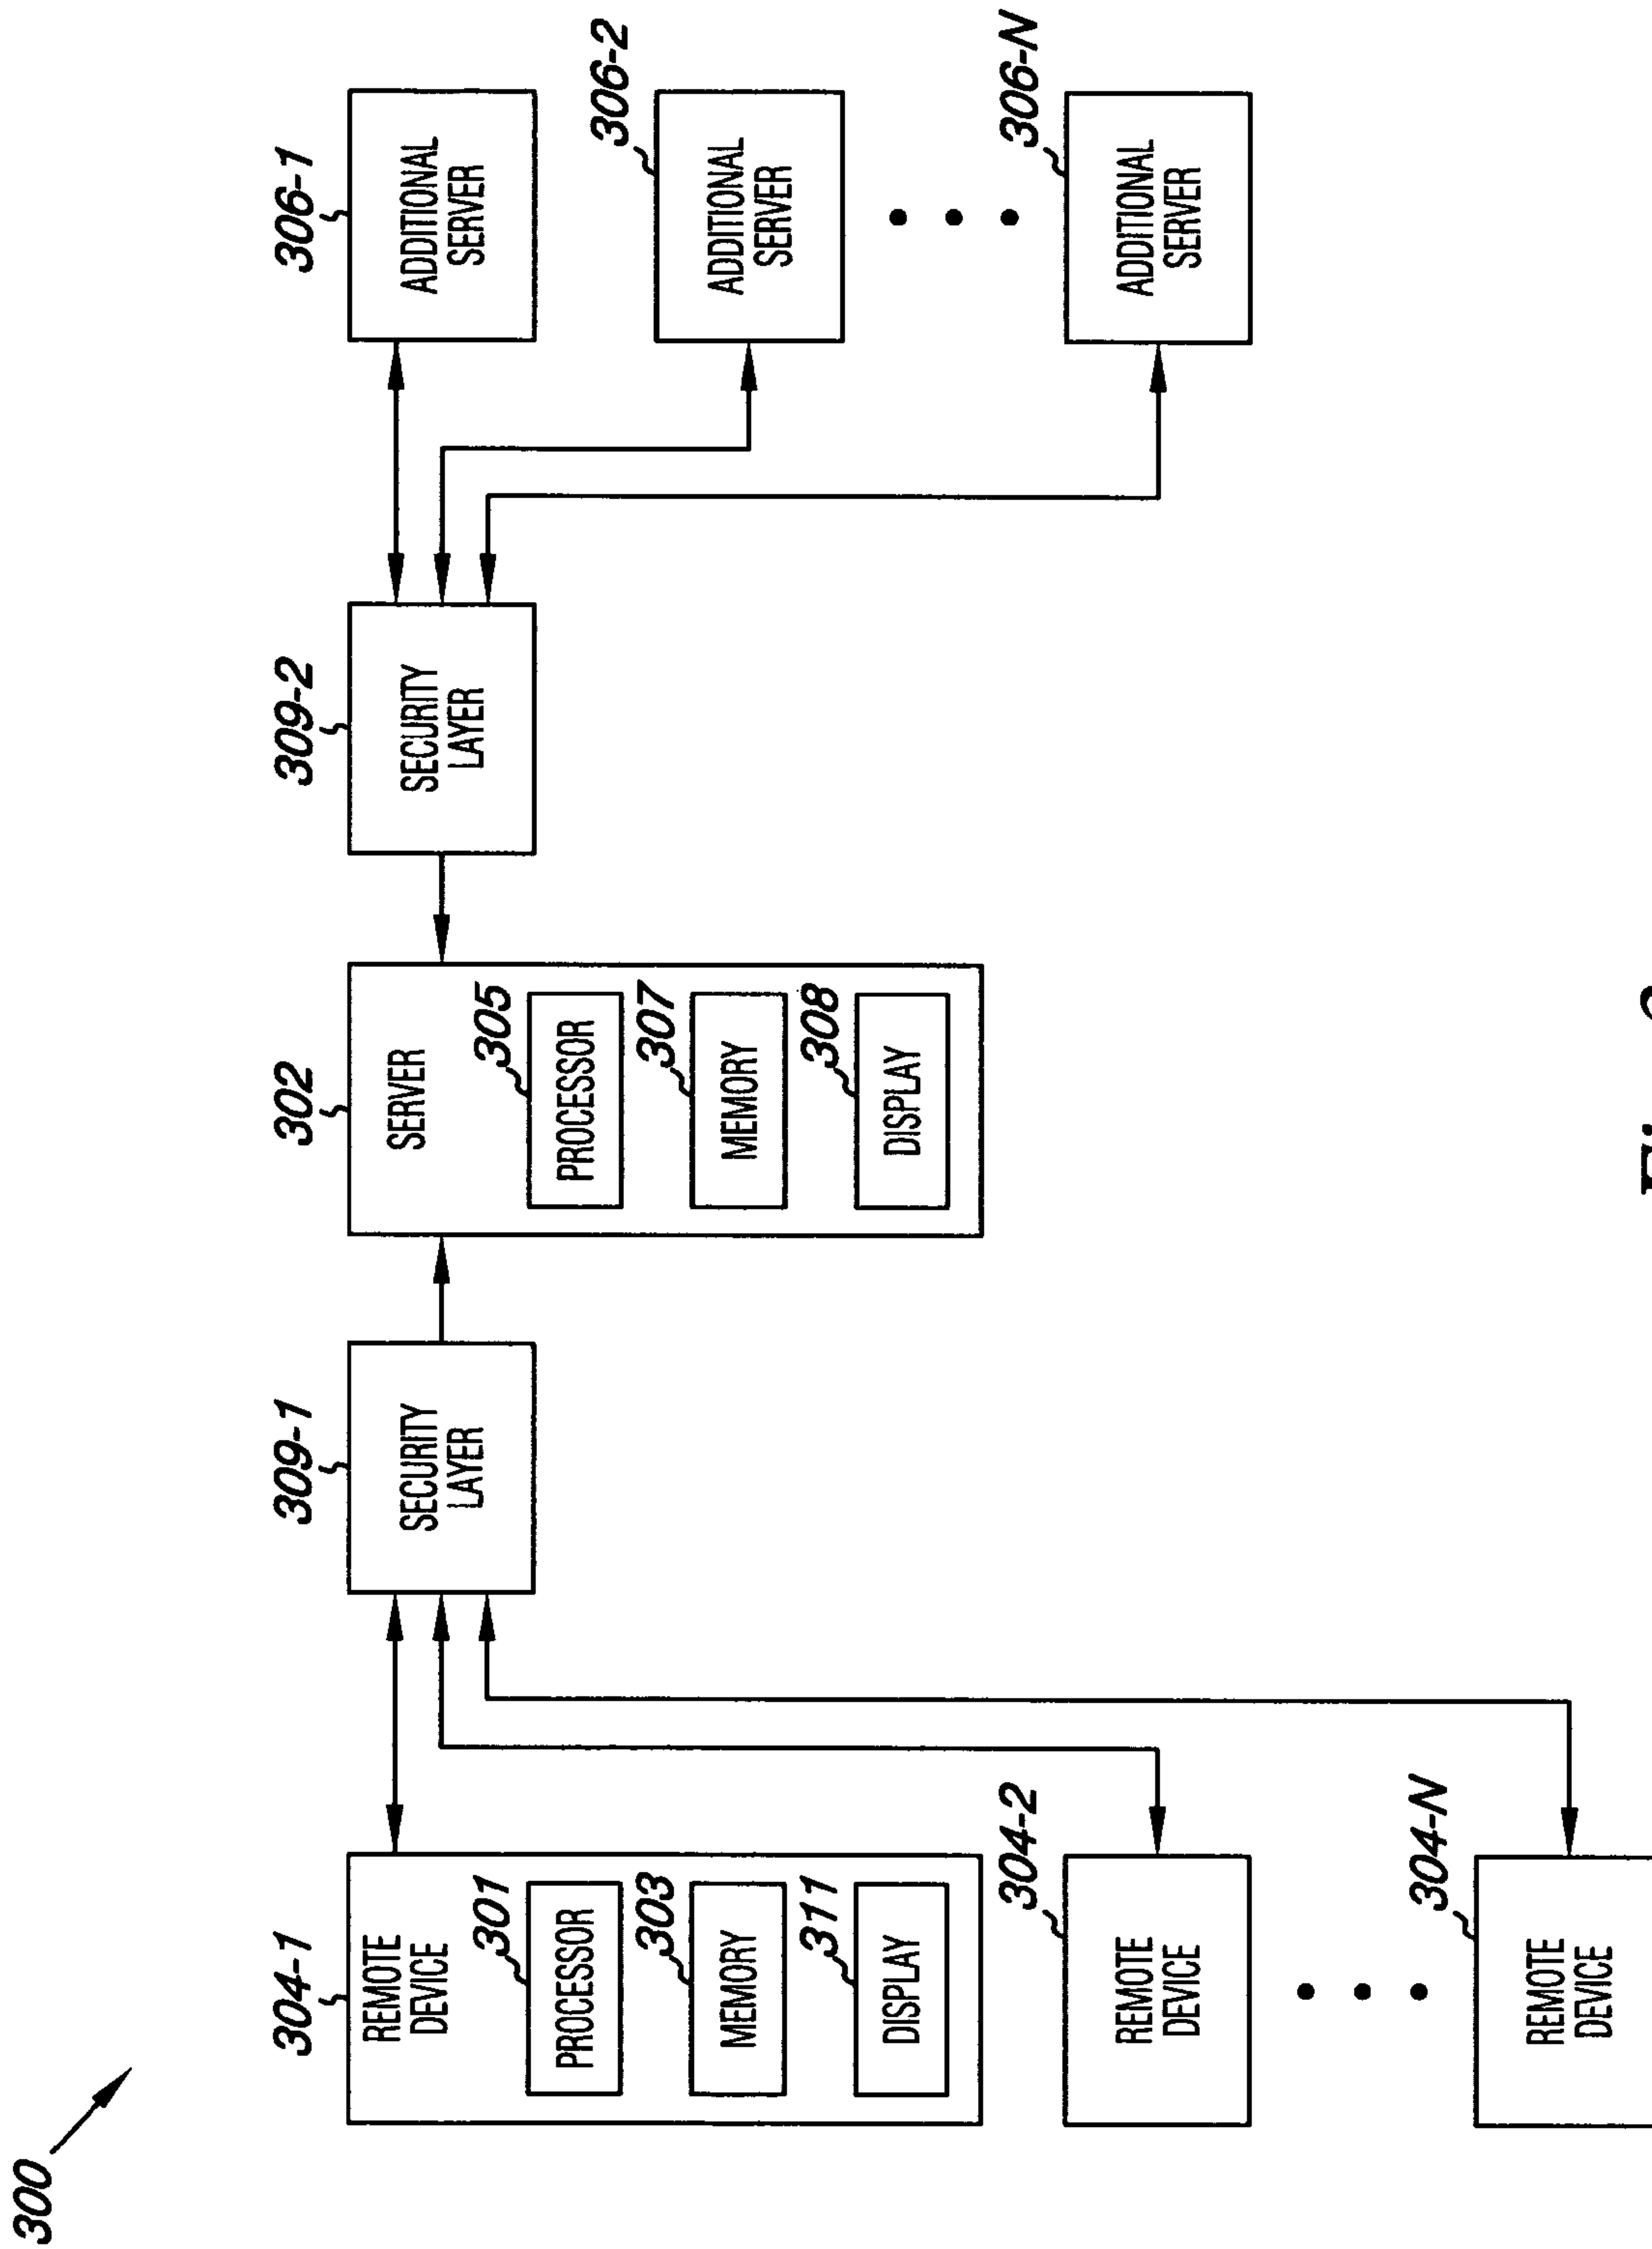 300
304-1
REMOTE
DEVICE
301
PROCESSOR
303
MEMORY
311
DISPLAY
304-2
REMOTE
DEVICE
304-N
REMOTE
DEVICE
309-1
SECURITY
LAYER
302
SERVER
305
PROCESSOR
307
MEMORY
308
DISPLAY
309-2
SECURITY
LAYER
306-1
ADDITIONAL
SERVER
306-2
ADDITIONAL
SERVER
306-N
ADDITIONAL
SERVER